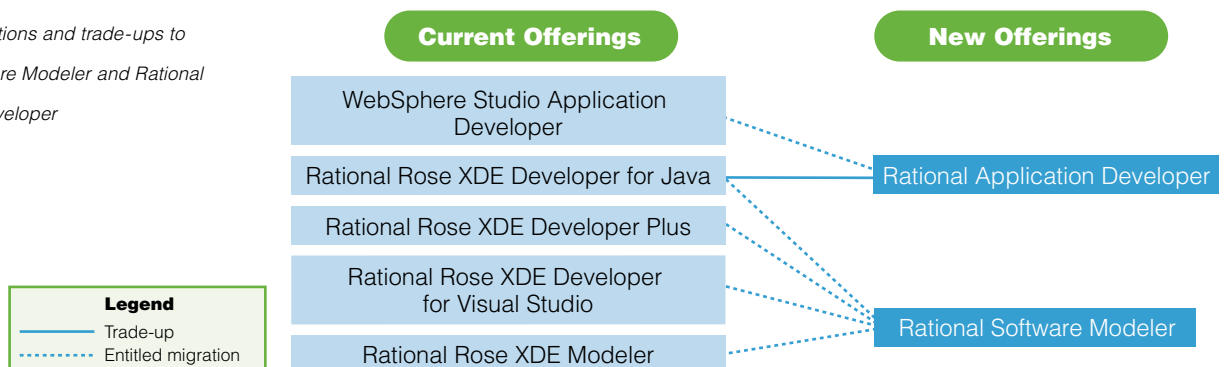 tions and trade-ups to
re Modeler and Rational
veloper
Current Offerings
New Offerings
WebSphere Studio Application
Developer
Rational Rose XDE Developer for Java
Rational Application Developer
Rational Rose XDE Developer Plus
Rational Rose XDE Developer
for Visual Studio
Rational Software Modeler
Rational Rose XDE Modeler
Legend
Trade-up
Entitled migration